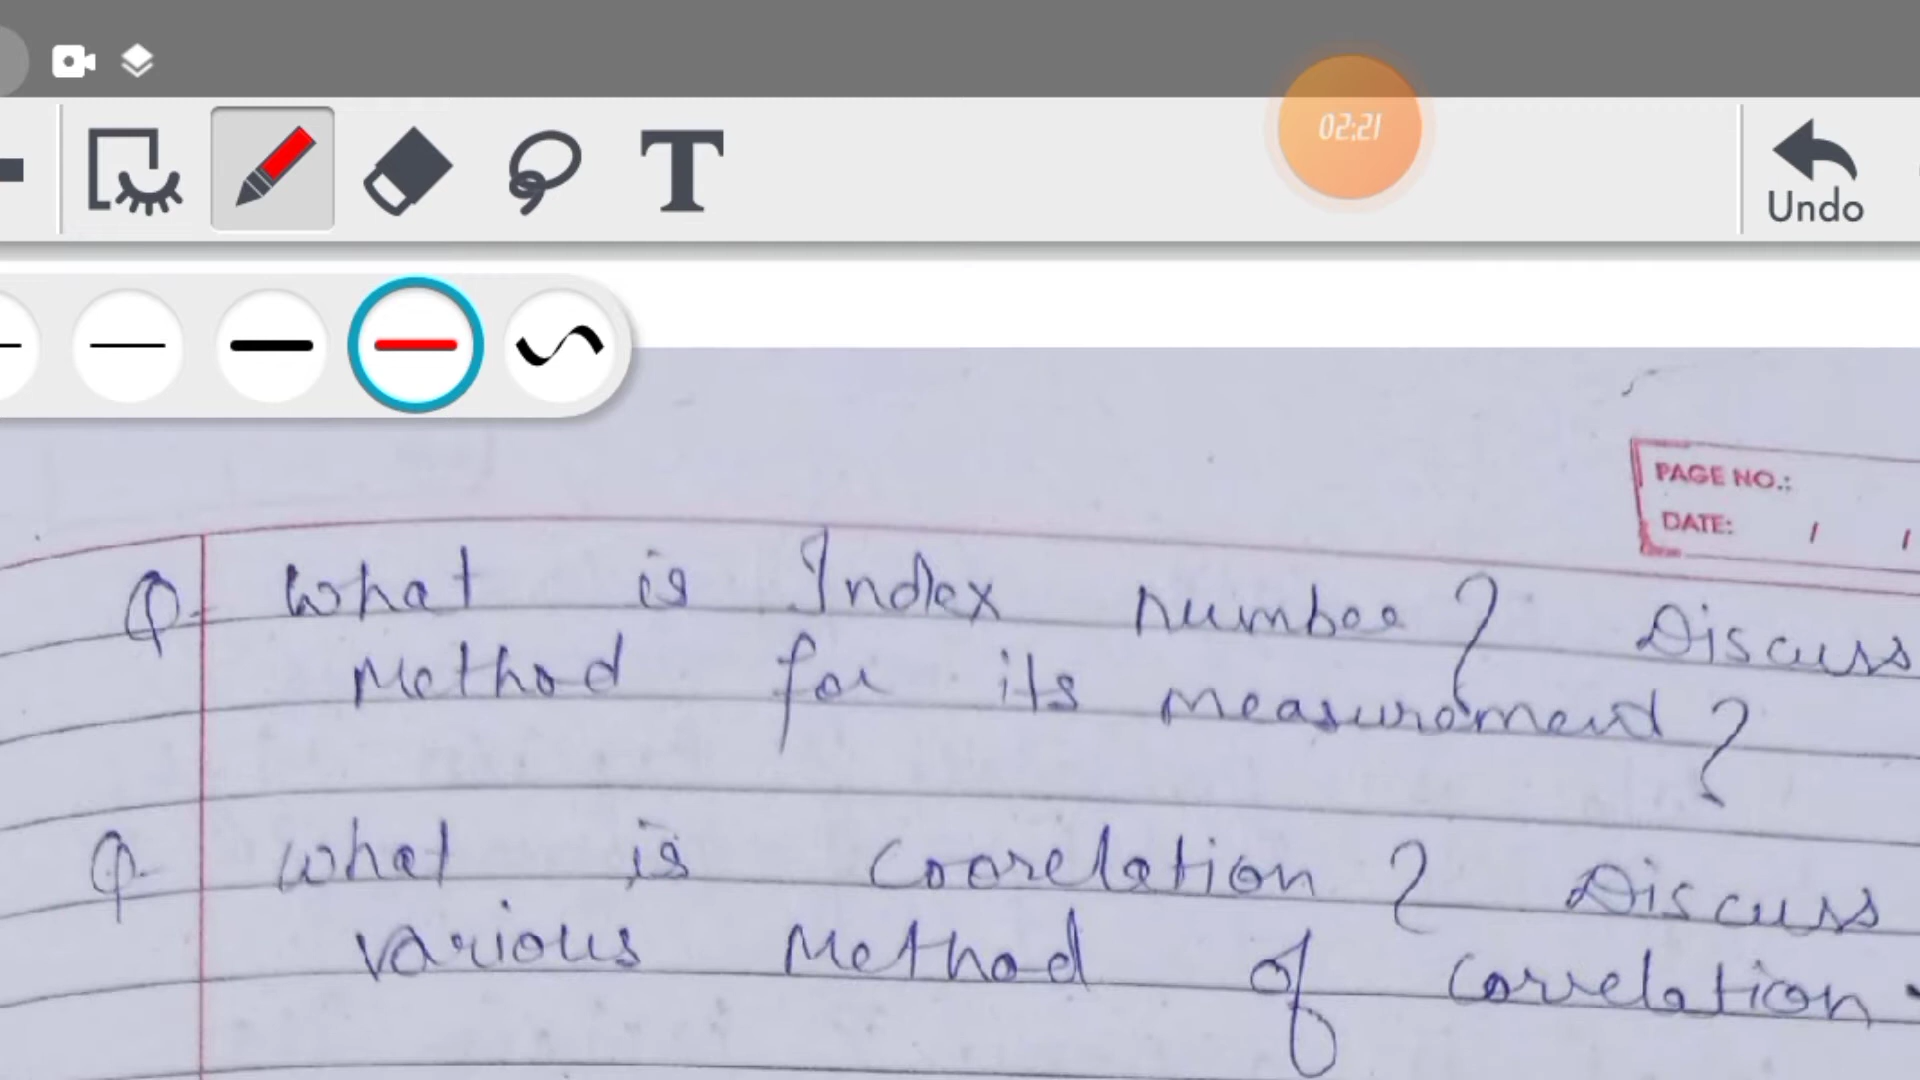 02:21
T
Undo
PAGE NO.:
DATE: / /
Q. What is Index number? Discuss
Method for its measurement?
Q. What is Coorelation? Discuss
various Method of Correlation.